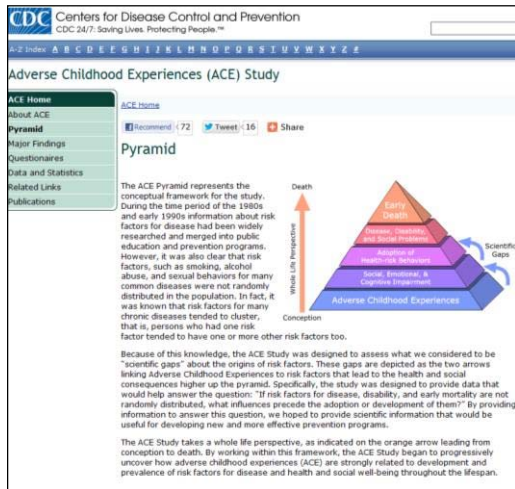 CDC
Centers for Disease Control and Prevention
CDC 24/7: Saving Lives. Protecting People.™
A-Z Index A B C D E F G H I J K L M N O P Q R S T U V W X Y Z #
Adverse Childhood Experiences (ACE) Study
ACE Home
About ACE
Pyramid
Major Findings
Questionaires
Data and Statistics
Related Links
Publications
ACE Home
Recommend 72 Tweet 16 Share
Pyramid
The ACE Pyramid represents the
conceptual framework for the study.
During the time period of the 1980s
and early 1990s information about risk
factors for disease had been widely
researched and merged into public
education and prevention programs.
However, it was also clear that risk
factors, such as smoking, alcohol
abuse, and sexual behaviors for many
common diseases were not randomly
distributed in the population. In fact, it
was known that risk factors for many
chronic diseases tended to cluster,
that is, persons who had one risk
factor tended to have one or more other risk factors too.
Death
Whole Life Perspective
Conception
Early
Death
Disease, Disability,
and Social Problems
Adoption of
Health-risk Behaviors
Social, Emotional, &
Cognitive Impairment
Adverse Childhood Experiences
Scientific
Gaps
Because of this knowledge, the ACE Study was designed to assess what we considered to be
"scientific gaps" about the origins of risk factors. These gaps are depicted as the two arrows
linking Adverse Childhood Experiences to risk factors that lead to the health and social
consequences higher up the pyramid. Specifically, the study was designed to provide data that
would help answer the question: "If risk factors for disease, disability, and early mortality are not
randomly distributed, what influences precede the adoption or development of them?" By providing
information to answer this question, we hoped to provide scientific information that would be
useful for developing new and more effective prevention programs.
The ACE Study takes a whole life perspective, as indicated on the orange arrow leading from
conception to death. By working within this framework, the ACE Study began to progressively
uncover how adverse childhood experiences (ACE) are strongly related to development and
prevalence of risk factors for disease and health and social well-being throughout the lifespan.